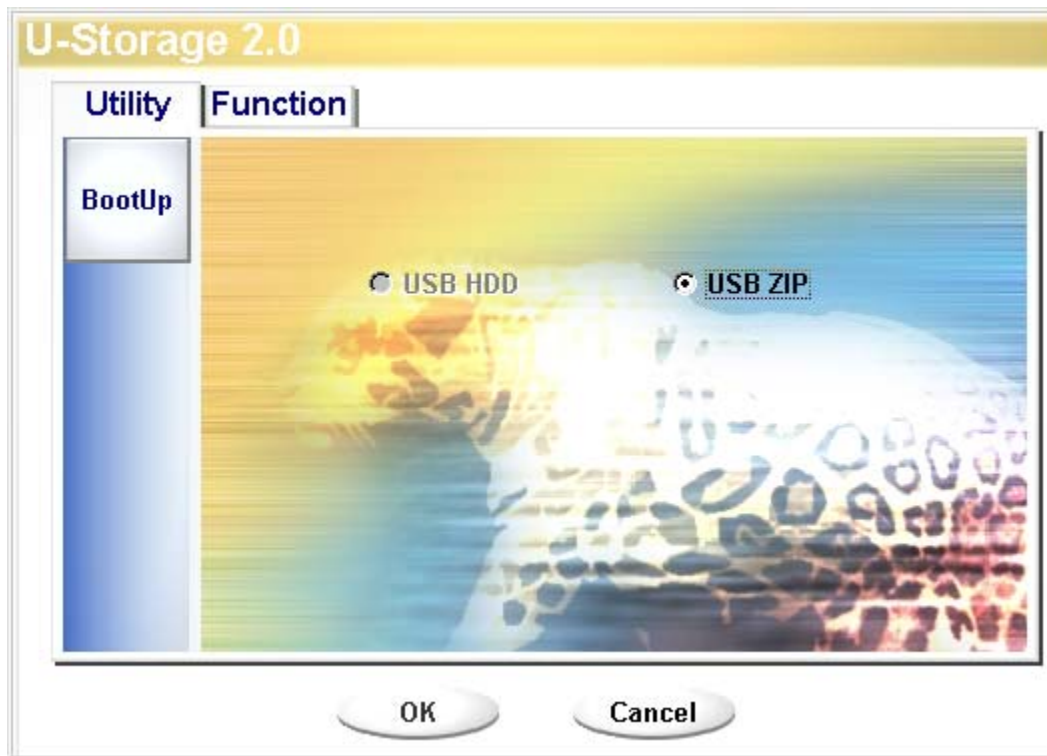 U-Storage 2.0
Utility Function
BootUp
USB HDD USB ZIP
OK Cancel